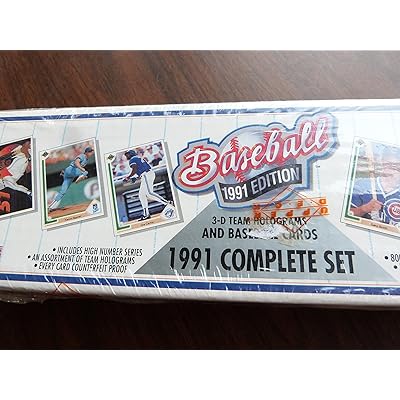 Baseball
1991 EDITION
3-D TEAM HOLOGRAMS
AND BASEBALL CARDS
• INCLUDES HIGH NUMBER SERIES
• AN ASSORTMENT OF TEAM HOLOGRAMS
• EVERY CARD COUNTERFEIT PROOF
1991 COMPLETE SET
• 800